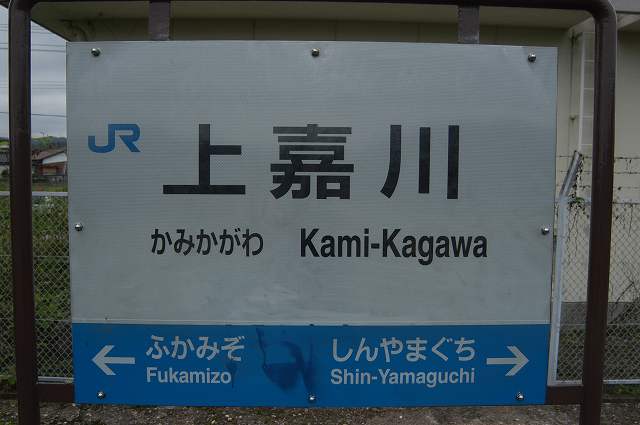 JR 上嘉川
かみかがわ Kami-Kagawa
← ふかみぞ しんやまぐち →
Fukamizo Shin-Yamaguchi